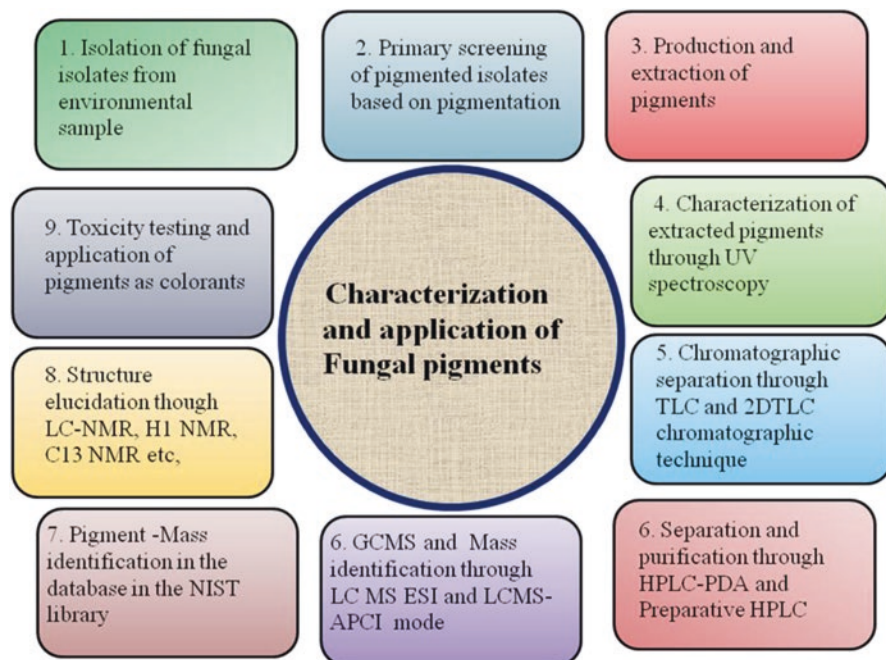 1. Isolation of fungal
isolates from
environmental
sample
2. Primary screening
of pigmented isolates
based on pigmentation
3. Production and
extraction of
pigments
4. Characterization of
extracted pigments
through UV
spectroscopy
5. Chromatographic
separation through
TLC and 2DTLC
chromatographic
technique
6. Separation and
purification through
HPLC-PDA and
Preparative HPLC
6. GCMS and Mass
identification through
LC MS ESI and LCMS-
APCI mode
7. Pigment -Mass
identification in the
database in the NIST
library
8. Structure
elucidation though
LC-NMR, H1 NMR,
C13 NMR etc,
9. Toxicity testing and
application of
pigments as colorants
Characterization
and application of
Fungal pigments